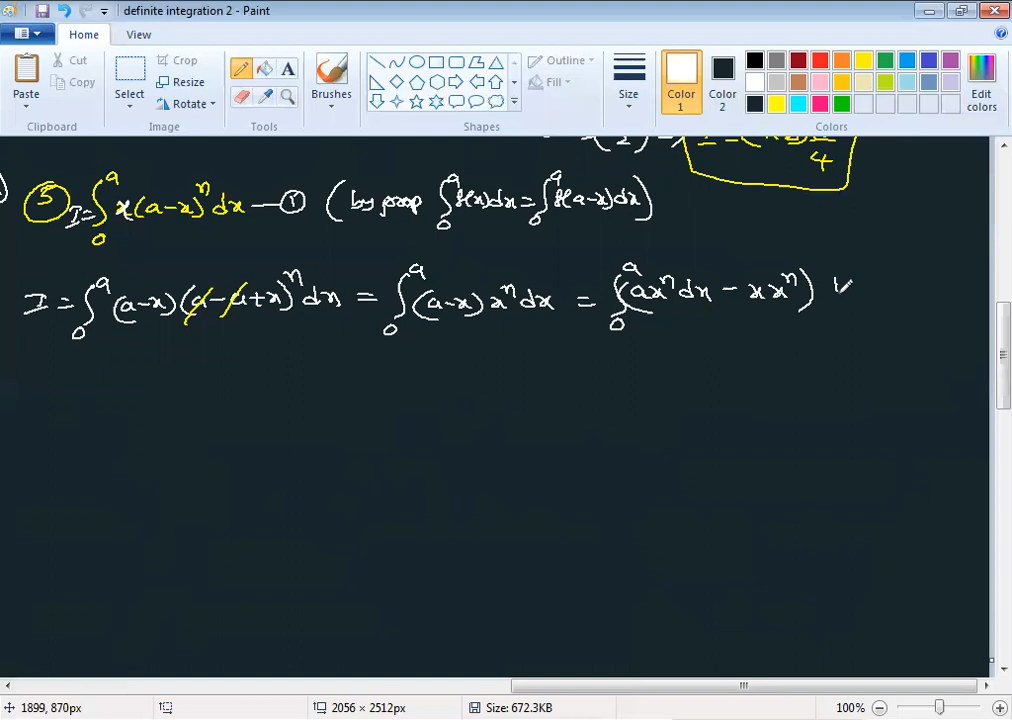 definite integration 2 - Paint
Home View
Paste
Cut
Copy
Clipboard
Select
Crop
Resize
Rotate
Image
A
Tools
Brushes
Outline
Fill
Shapes
Size
Color 1
Color 2
Edit colors
Colors
4
5 I = ∫₀ᵃ x(a-x)ⁿ dx — ① (by prop ∫₀ᵃ f(x)dx = ∫₀ᵃ f(a-x)dx)
I = ∫₀ᵃ (a-x)(a-a+x)ⁿ dx = ∫₀ᵃ (a-x) xⁿ dx = ∫₀ᵃ (axⁿ dx - x xⁿ)
1899, 870px 2056 × 2512px Size: 672.3KB 100%